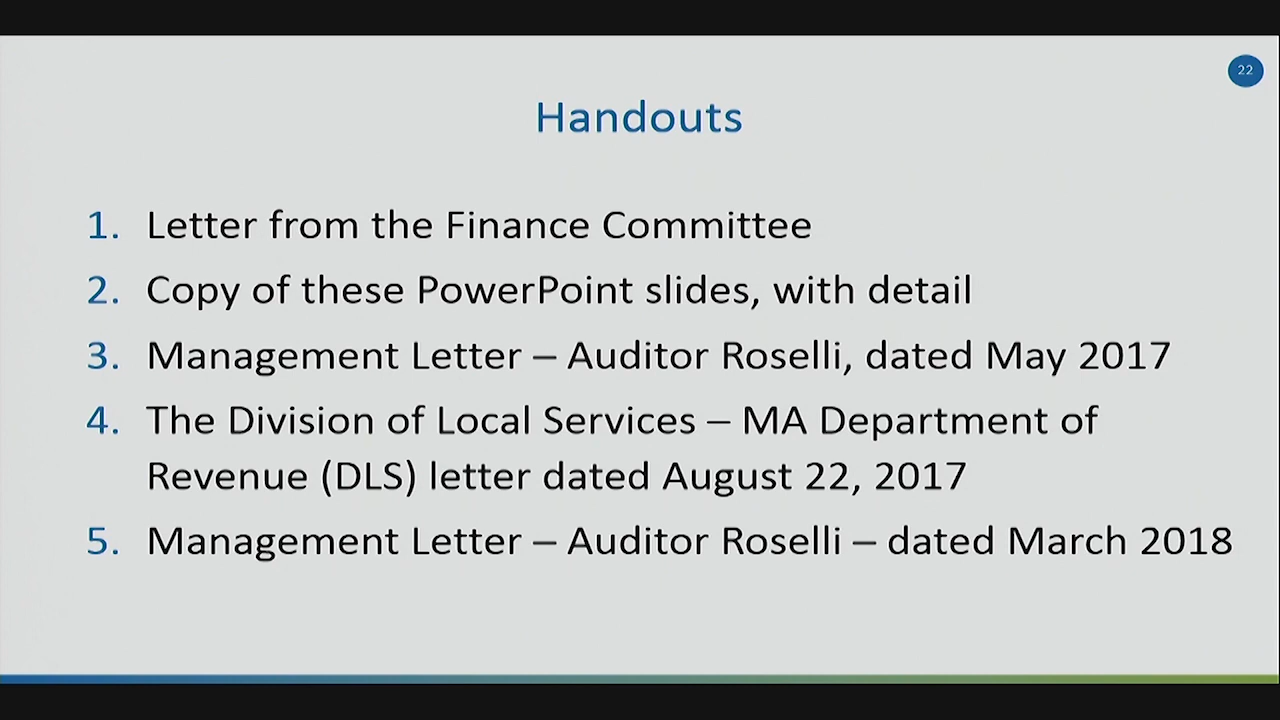 22
Handouts
1. Letter from the Finance Committee
2. Copy of these PowerPoint slides, with detail
3. Management Letter – Auditor Roselli, dated May 2017
4. The Division of Local Services – MA Department of
Revenue (DLS) letter dated August 22, 2017
5. Management Letter – Auditor Roselli – dated March 2018